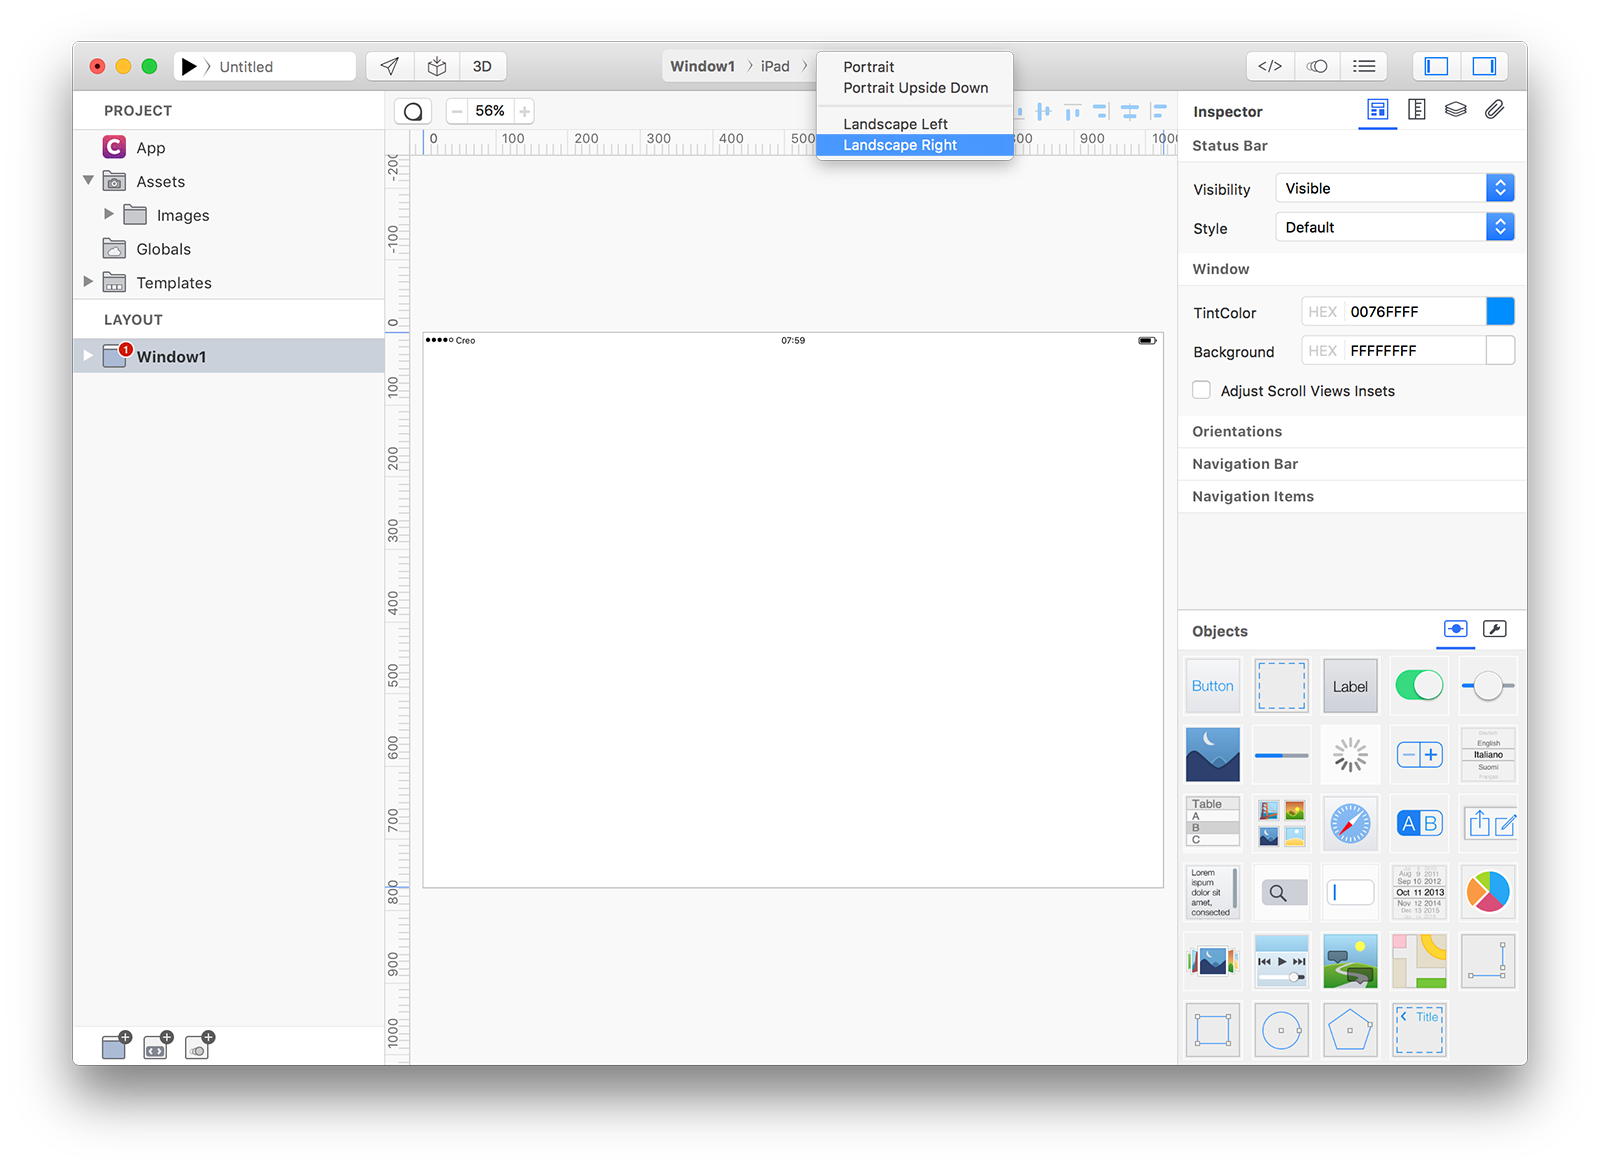 Untitled
3D
Window1 > iPad >
Portrait
Portrait Upside Down
Landscape Left
Landscape Right
</>
PROJECT
App
Assets
Images
Globals
Templates
LAYOUT
1
Window1
56%
0 100 200 300 400 500 800 900 1000
-200
-100
0
100
200
300
400
500
600
700
800
900
1000
Creo 07:59
Inspector
Status Bar
Visibility Visible
Style Default
Window
TintColor HEX 0076FFFF
Background HEX FFFFFFFF
Adjust Scroll Views Insets
Orientations
Navigation Bar
Navigation Items
Objects
Button
Label
Deutsch
English
Italiano
Suomi
Français
Table
A
B
C
A B
Lorem
ispum
dolor sit
amet,
consected
Aug 9 2011
Sep 10 2012
Oct 11 2013
Nov 12 2014
Dec 13 2015
Title